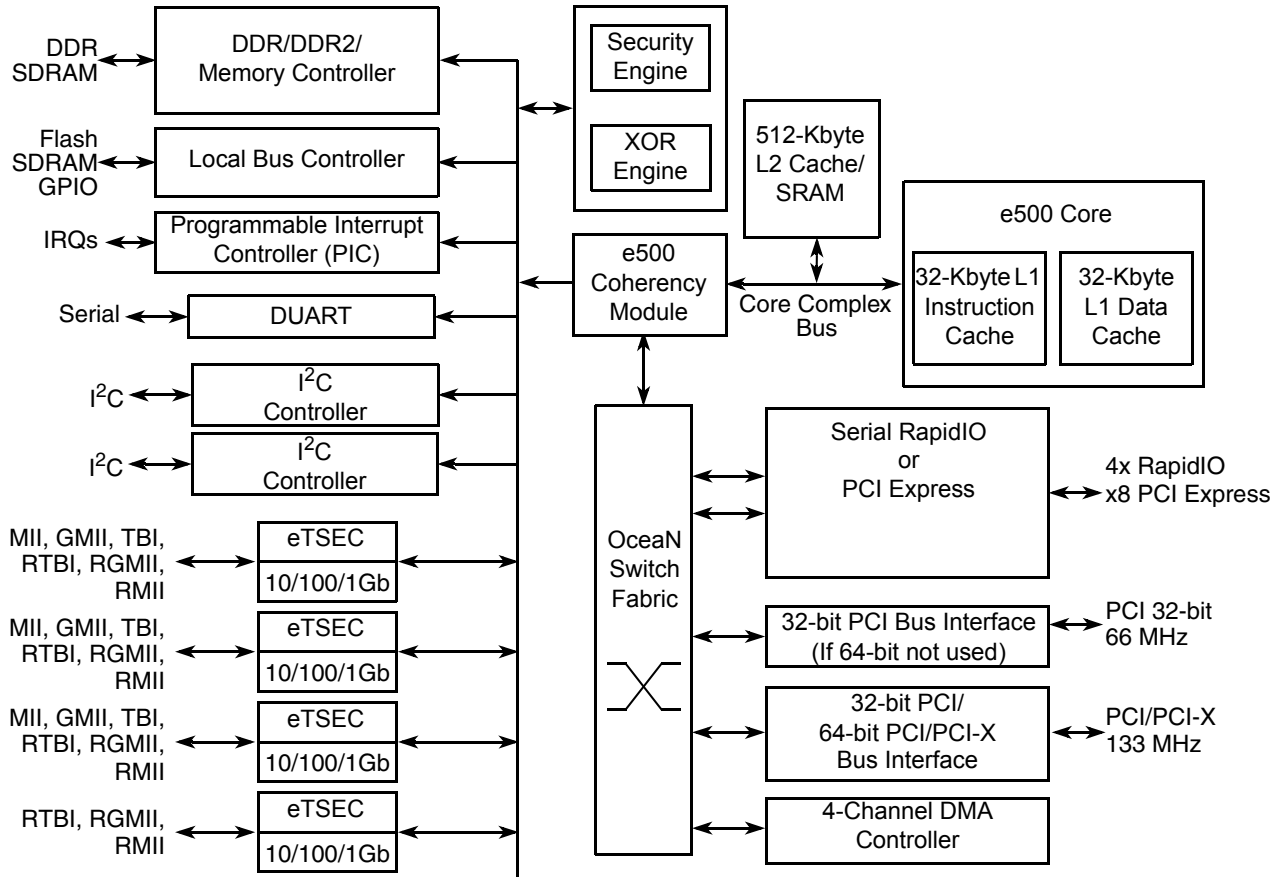 DDR
SDRAM
DDR/DDR2/
Memory Controller
Flash
SDRAM
GPIO
Local Bus Controller
IRQs
Programmable Interrupt
Controller (PIC)
Serial
DUART
I²C
I²C
Controller
I²C
I²C
Controller
MII, GMII, TBI,
RTBI, RGMII,
RMII
eTSEC
10/100/1Gb
MII, GMII, TBI,
RTBI, RGMII,
RMII
eTSEC
10/100/1Gb
MII, GMII, TBI,
RTBI, RGMII,
RMII
eTSEC
10/100/1Gb
RTBI, RGMII,
RMII
eTSEC
10/100/1Gb
Security
Engine
XOR
Engine
512-Kbyte
L2 Cache/
SRAM
e500
Coherency
Module
Core Complex
Bus
e500 Core
32-Kbyte L1
Instruction
Cache
32-Kbyte
L1 Data
Cache
OceaN
Switch
Fabric
Serial RapidIO
or
PCI Express
4x RapidIO
x8 PCI Express
32-bit PCI Bus Interface
(If 64-bit not used)
PCI 32-bit
66 MHz
32-bit PCI/
64-bit PCI/PCI-X
Bus Interface
PCI/PCI-X
133 MHz
4-Channel DMA
Controller